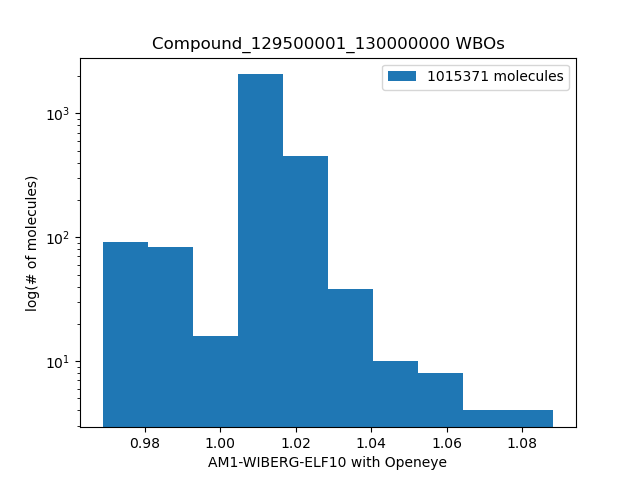 Compound_129500001_130000000 WBOs
1015371 molecules
log(# of molecules)
10³
10²
10¹
0.98 1.00 1.02 1.04 1.06 1.08
AM1-WIBERG-ELF10 with Openeye